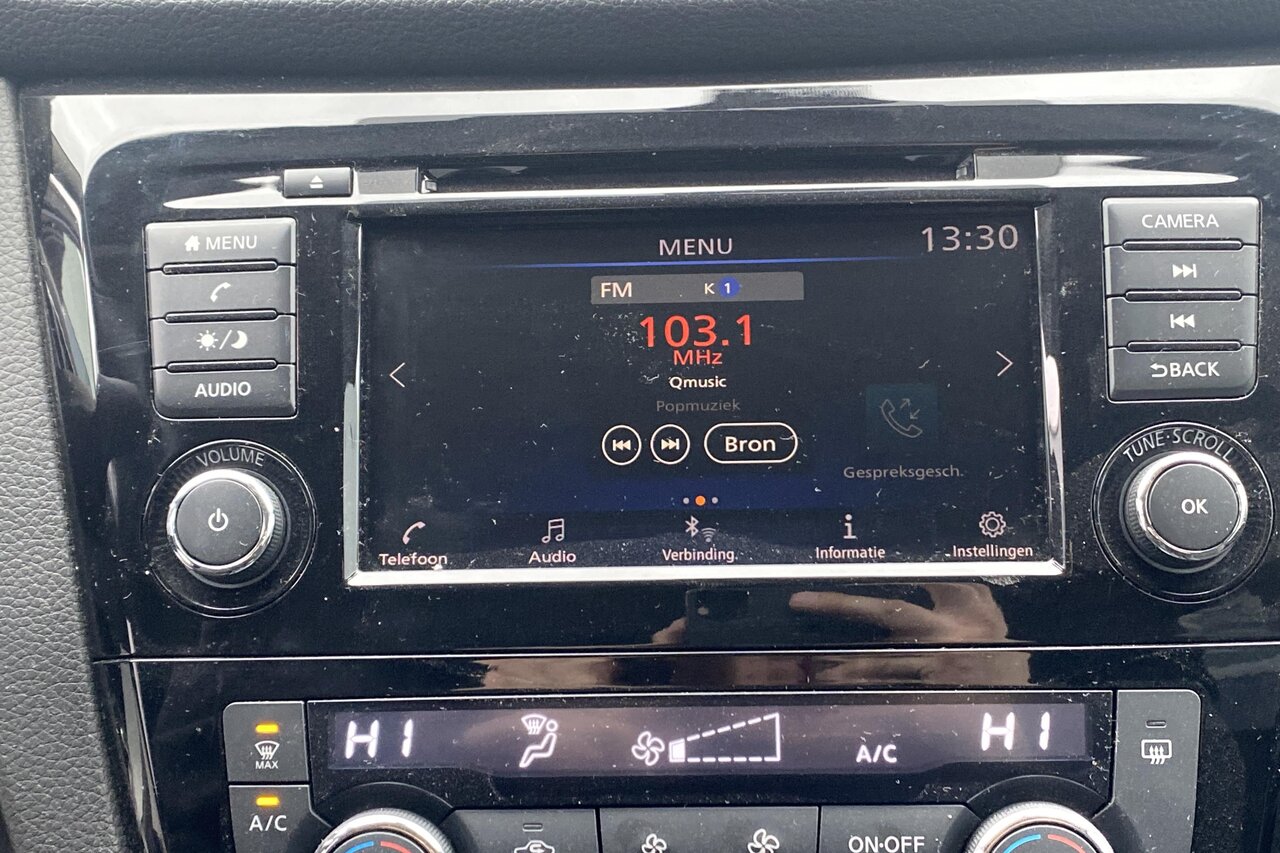 MENU
AUDIO
VOLUME
MENU
13:30
FM K 1
103.1
MHz
Qmusic
Popmuziek
Bron
Gespreksgesch.
Telefoon
Audio
Verbinding
Informatie
Instellingen
CAMERA
BACK
TUNE·SCROLL
OK
MAX
HI
A/C
HI
A/C
ON·OFF